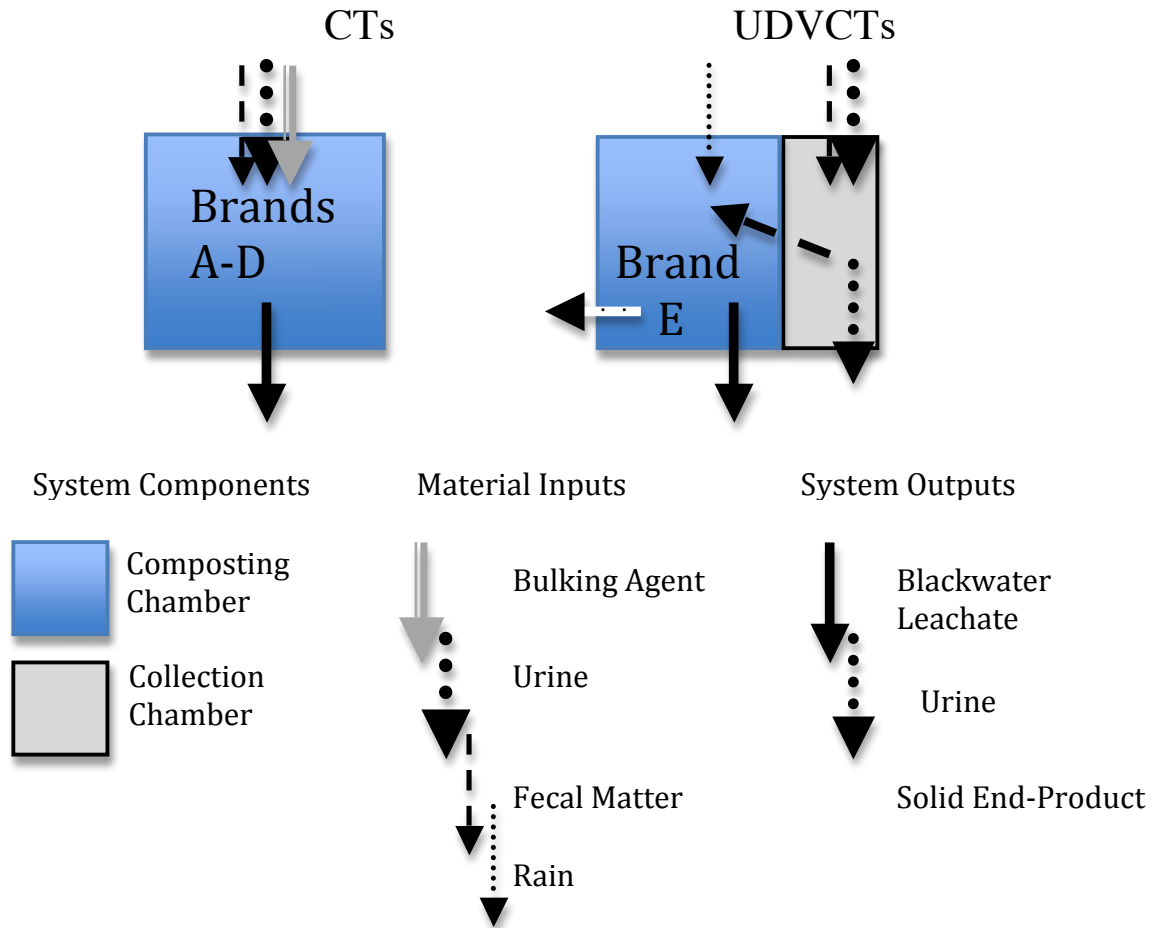 CTs
UDVCTs
Brands
A-D
Brand
E
System Components
Material Inputs
System Outputs
Composting
Chamber
Bulking Agent
Blackwater
Leachate
Collection
Chamber
Urine
Urine
Fecal Matter
Solid End-Product
Rain